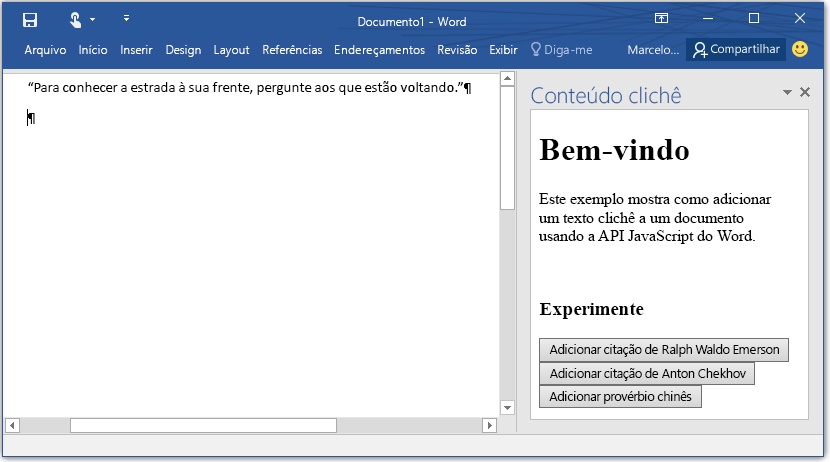 Documento1 - Word
Arquivo Início Inserir Design Layout Referências Endereçamentos Revisão Exibir Diga-me Marcelo... Compartilhar
“Para conhecer a estrada à sua frente, pergunte aos que estão voltando.”¶
¶
Conteúdo clichê
Bem-vindo
Este exemplo mostra como adicionar
um texto clichê a um documento
usando a API JavaScript do Word.
Experimente
Adicionar citação de Ralph Waldo Emerson
Adicionar citação de Anton Chekhov
Adicionar provérbio chinês